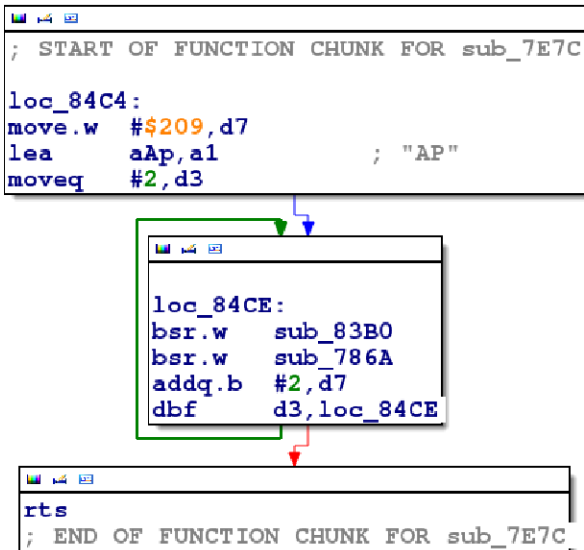 ; START OF FUNCTION CHUNK FOR sub_7E7C
loc_84C4:
move.w #$209,d7
lea aAp,a1 ; "AP"
moveq #2,d3
loc_84CE:
bsr.w sub_83B0
bsr.w sub_786A
addq.b #2,d7
dbf d3,loc_84CE
rts
; END OF FUNCTION CHUNK FOR sub_7E7C